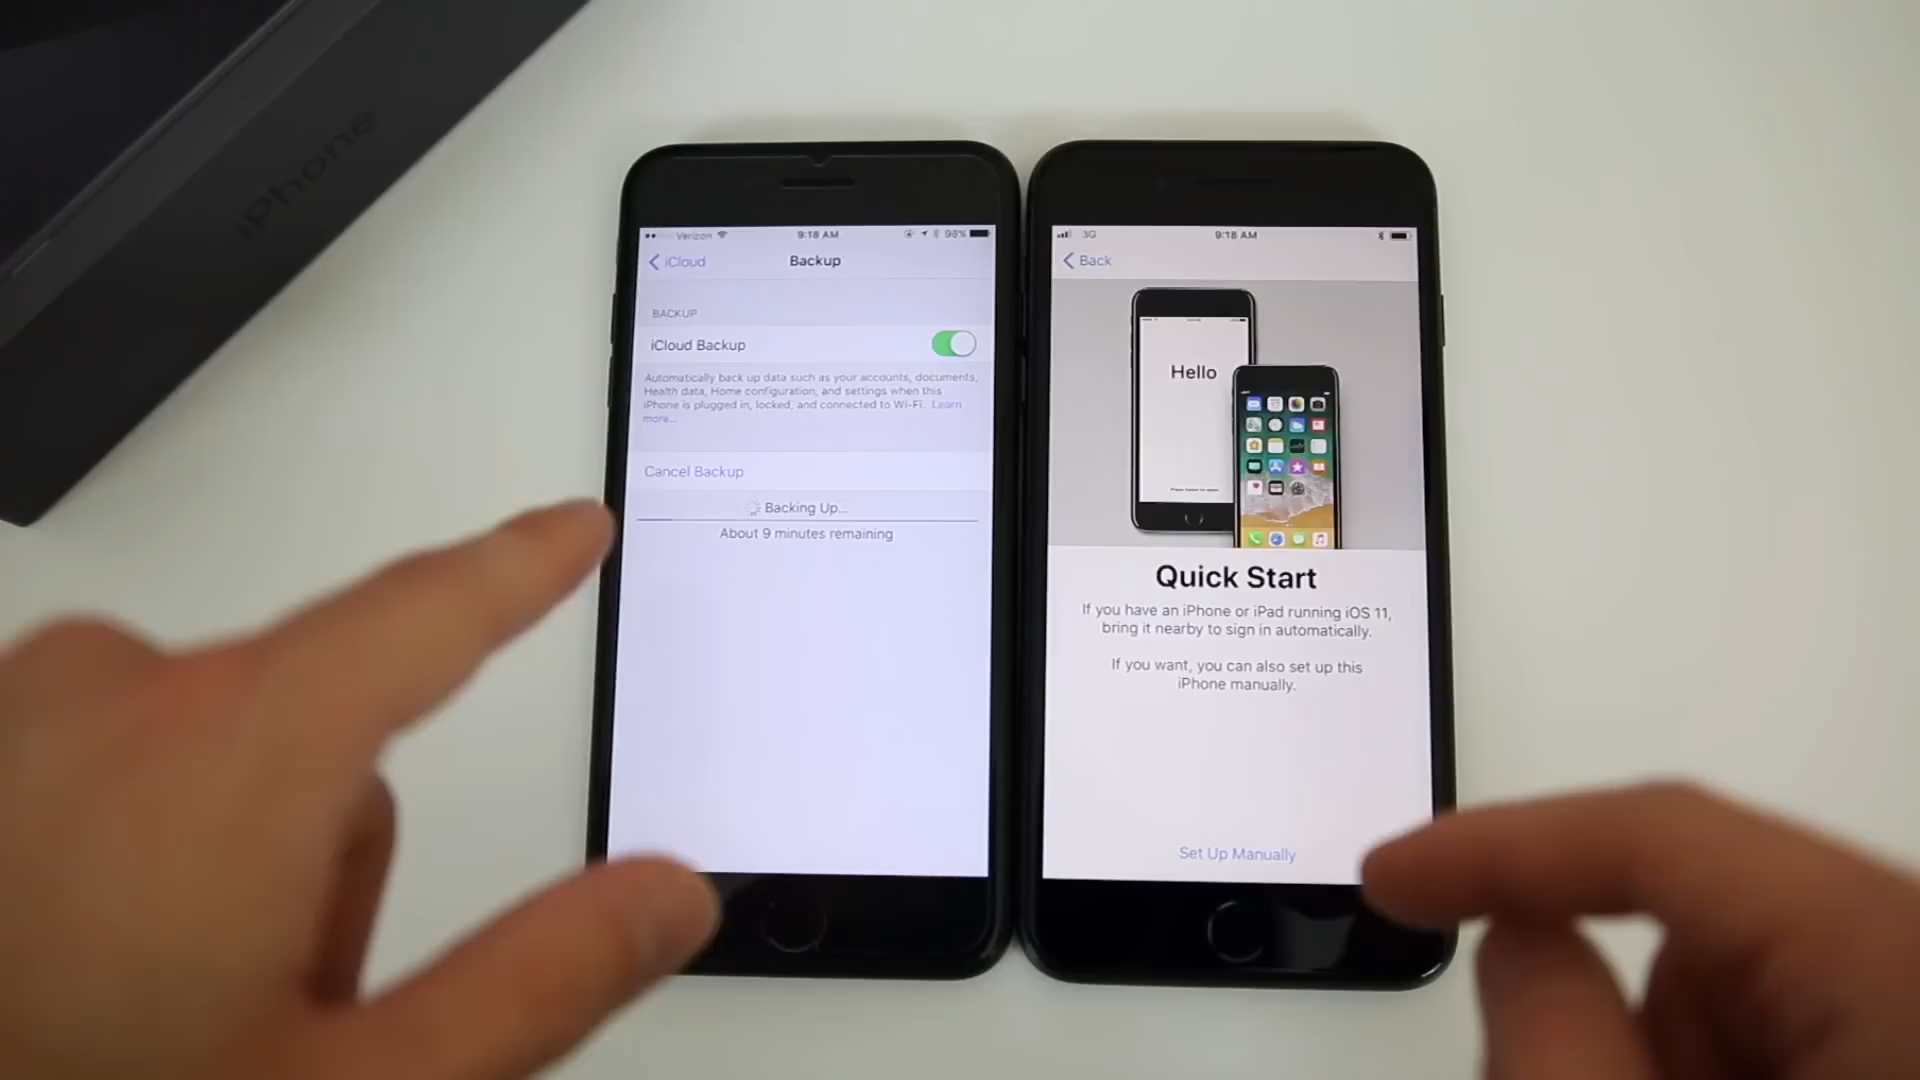 iPhone
Verizon 9:18 AM 98%
iCloud Backup
BACKUP
iCloud Backup
Automatically back up data such as your accounts, documents,
Health data, Home configuration, and settings when this
iPhone is plugged in, locked, and connected to Wi-Fi. Learn
more...
Cancel Backup
Backing Up...
About 9 minutes remaining
3G 9:18 AM
Back
Hello
Quick Start
If you have an iPhone or iPad running iOS 11,
bring it nearby to sign in automatically.
If you want, you can also set up this
iPhone manually.
Set Up Manually